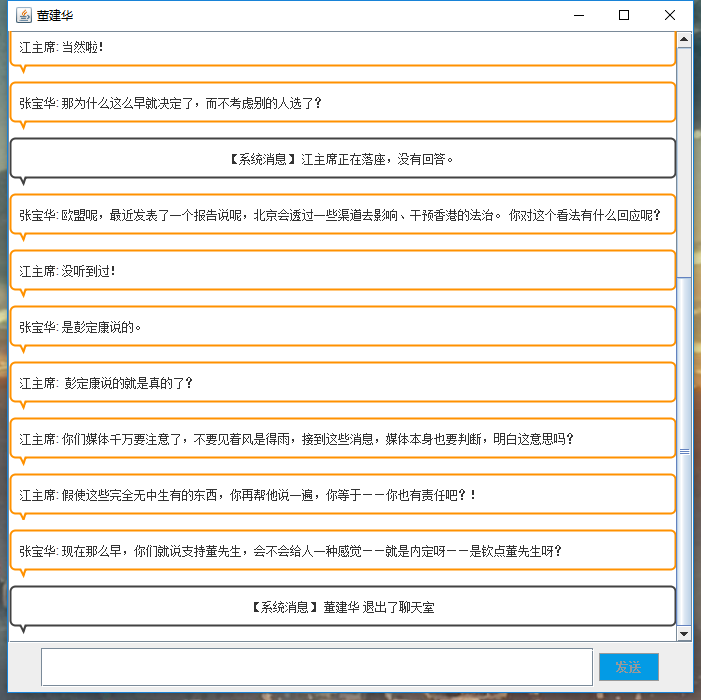 董建华
江主席: 当然啦！
张宝华: 那为什么这么早就决定了，而不考虑别的人选了？
【系统消息】江主席正在落座，没有回答。
张宝华: 欧盟呢，最近发表了一个报告说呢，北京会透过一些渠道去影响、干预香港的法治。 你对这个看法有什么回应呢？
江主席: 没听到过！
张宝华: 是彭定康说的。
江主席:  彭定康说的就是真的了？
江主席: 你们媒体千万要注意了，不要见着风是得雨，接到这些消息，媒体本身也要判断，明白这意思吗？
江主席: 假使这些完全无中生有的东西，你再帮他说一遍，你等于——你也有责任吧？！
张宝华: 现在那么早，你们就说支持董先生，会不会给人一种感觉——就是内定呀——是钦点董先生呀？
【系统消息】董建华 退出了聊天室
发送